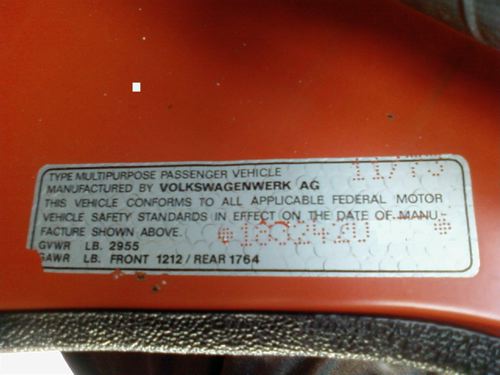 TYPE MULTIPURPOSE PASSENGER VEHICLE
MANUFACTURED BY VOLKSWAGENWERK AG
THIS VEHICLE CONFORMS TO ALL APPLICABLE FEDERAL MOTOR
VEHICLE SAFETY STANDARDS IN EFFECT ON THE DATE OF MANU-
FACTURE SHOWN ABOVE.
GVWR LB. 2955
GAWR LB. FRONT 1212 / REAR 1764